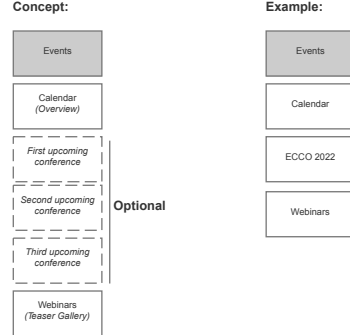 Concept:
Events
Calendar
(Overview)
First upcoming
conference
Second upcoming
conference
Third upcoming
conference
Optional
Webinars
(Teaser Gallery)
Example:
Events
Calendar
ECCO 2022
Webinars